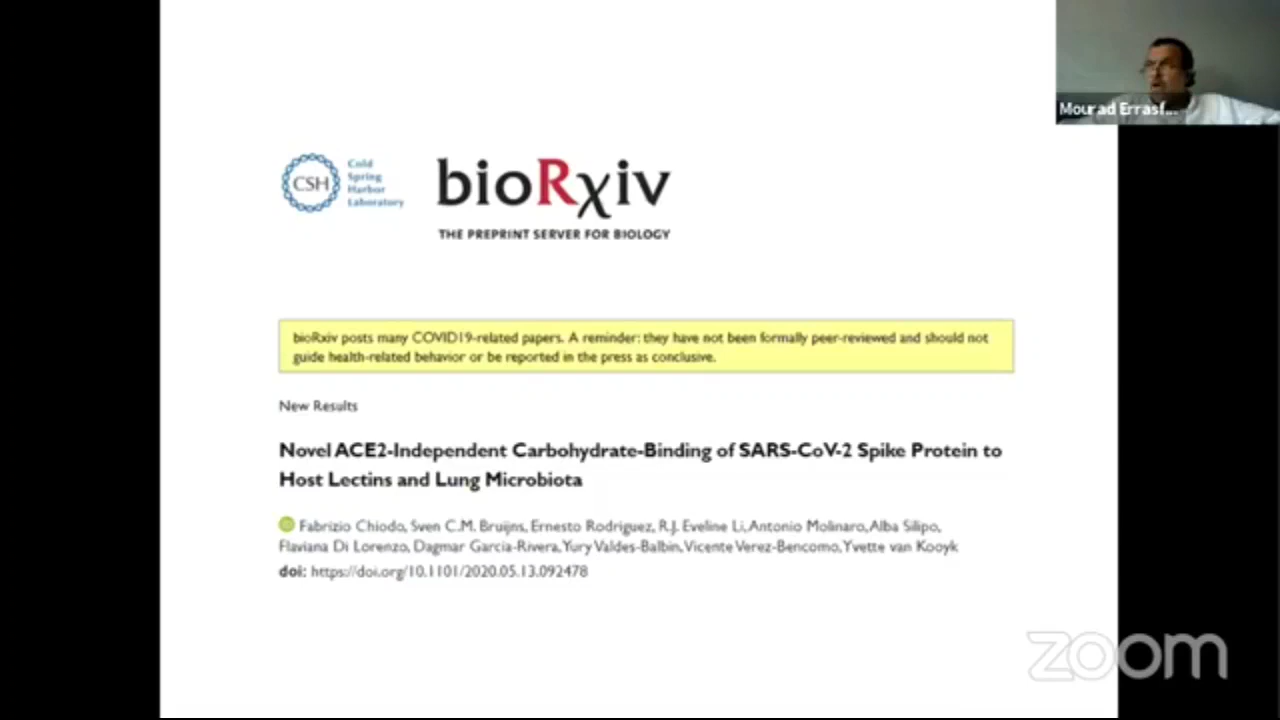 Mourad Errasf...
CSH
Cold
Spring
Harbor
Laboratory
bioRχiv
THE PREPRINT SERVER FOR BIOLOGY
bioRxiv posts many COVID19-related papers. A reminder: they have not been formally peer-reviewed and should not
guide health-related behavior or be reported in the press as conclusive.
New Results
Novel ACE2-Independent Carbohydrate-Binding of SARS-CoV-2 Spike Protein to
Host Lectins and Lung Microbiota
iD Fabrizio Chiodo, Sven C.M. Bruijns, Ernesto Rodriguez, R.J. Eveline Li, Antonio Molinaro, Alba Silipo,
Flaviana Di Lorenzo, Dagmar Garcia-Rivera, Yury Valdes-Balbin, Vicente Verez-Bencomo, Yvette van Kooyk
doi: https://doi.org/10.1101/2020.05.13.092478
zoom